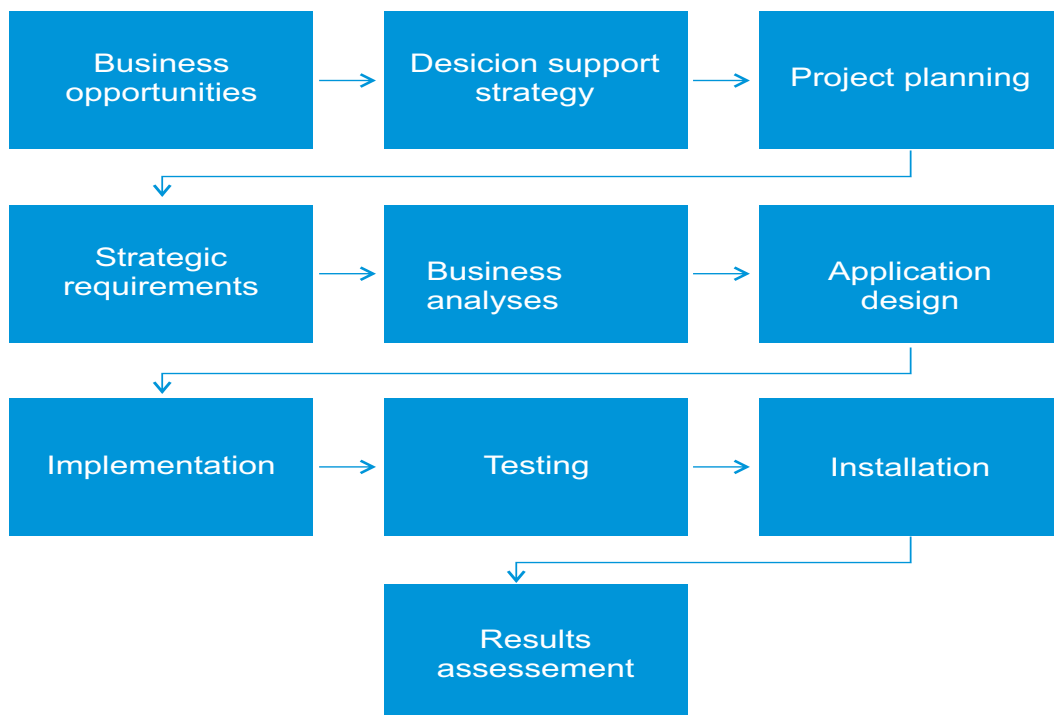 Business
opportunities
Desicion support
strategy
Project planning
Strategic
requirements
Business
analyses
Application
design
Implementation
Testing
Installation
Results
assessement